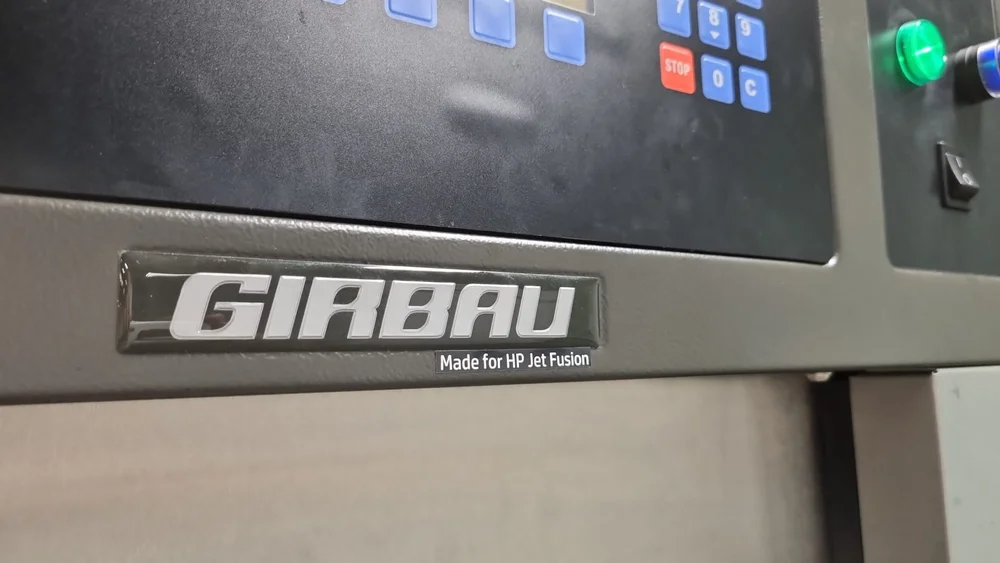 7 8 9
STOP 0 C
GIRBAU
Made for HP Jet Fusion